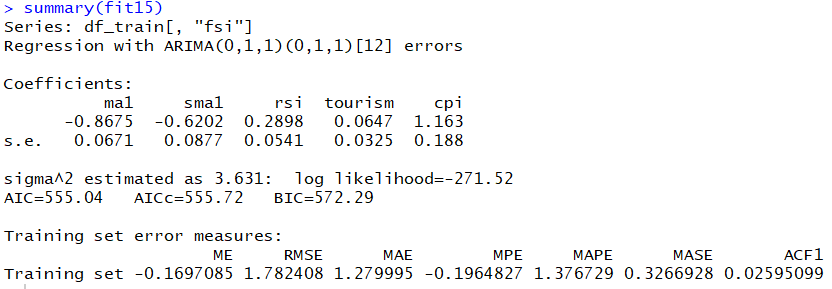 > summary(fit15)
Series: df_train[, "fsi"]
Regression with ARIMA(0,1,1)(0,1,1)[12] errors
Coefficients:
ma1 sma1 rsi tourism cpi
-0.8675 -0.6202 0.2898 0.0647 1.163
s.e. 0.0671 0.0877 0.0541 0.0325 0.188
sigma^2 estimated as 3.631: log likelihood=-271.52
AIC=555.04 AICc=555.72 BIC=572.29
Training set error measures:
ME RMSE MAE MPE MAPE MASE ACF1
Training set -0.1697085 1.782408 1.279995 -0.1964827 1.376729 0.3266928 0.02595099